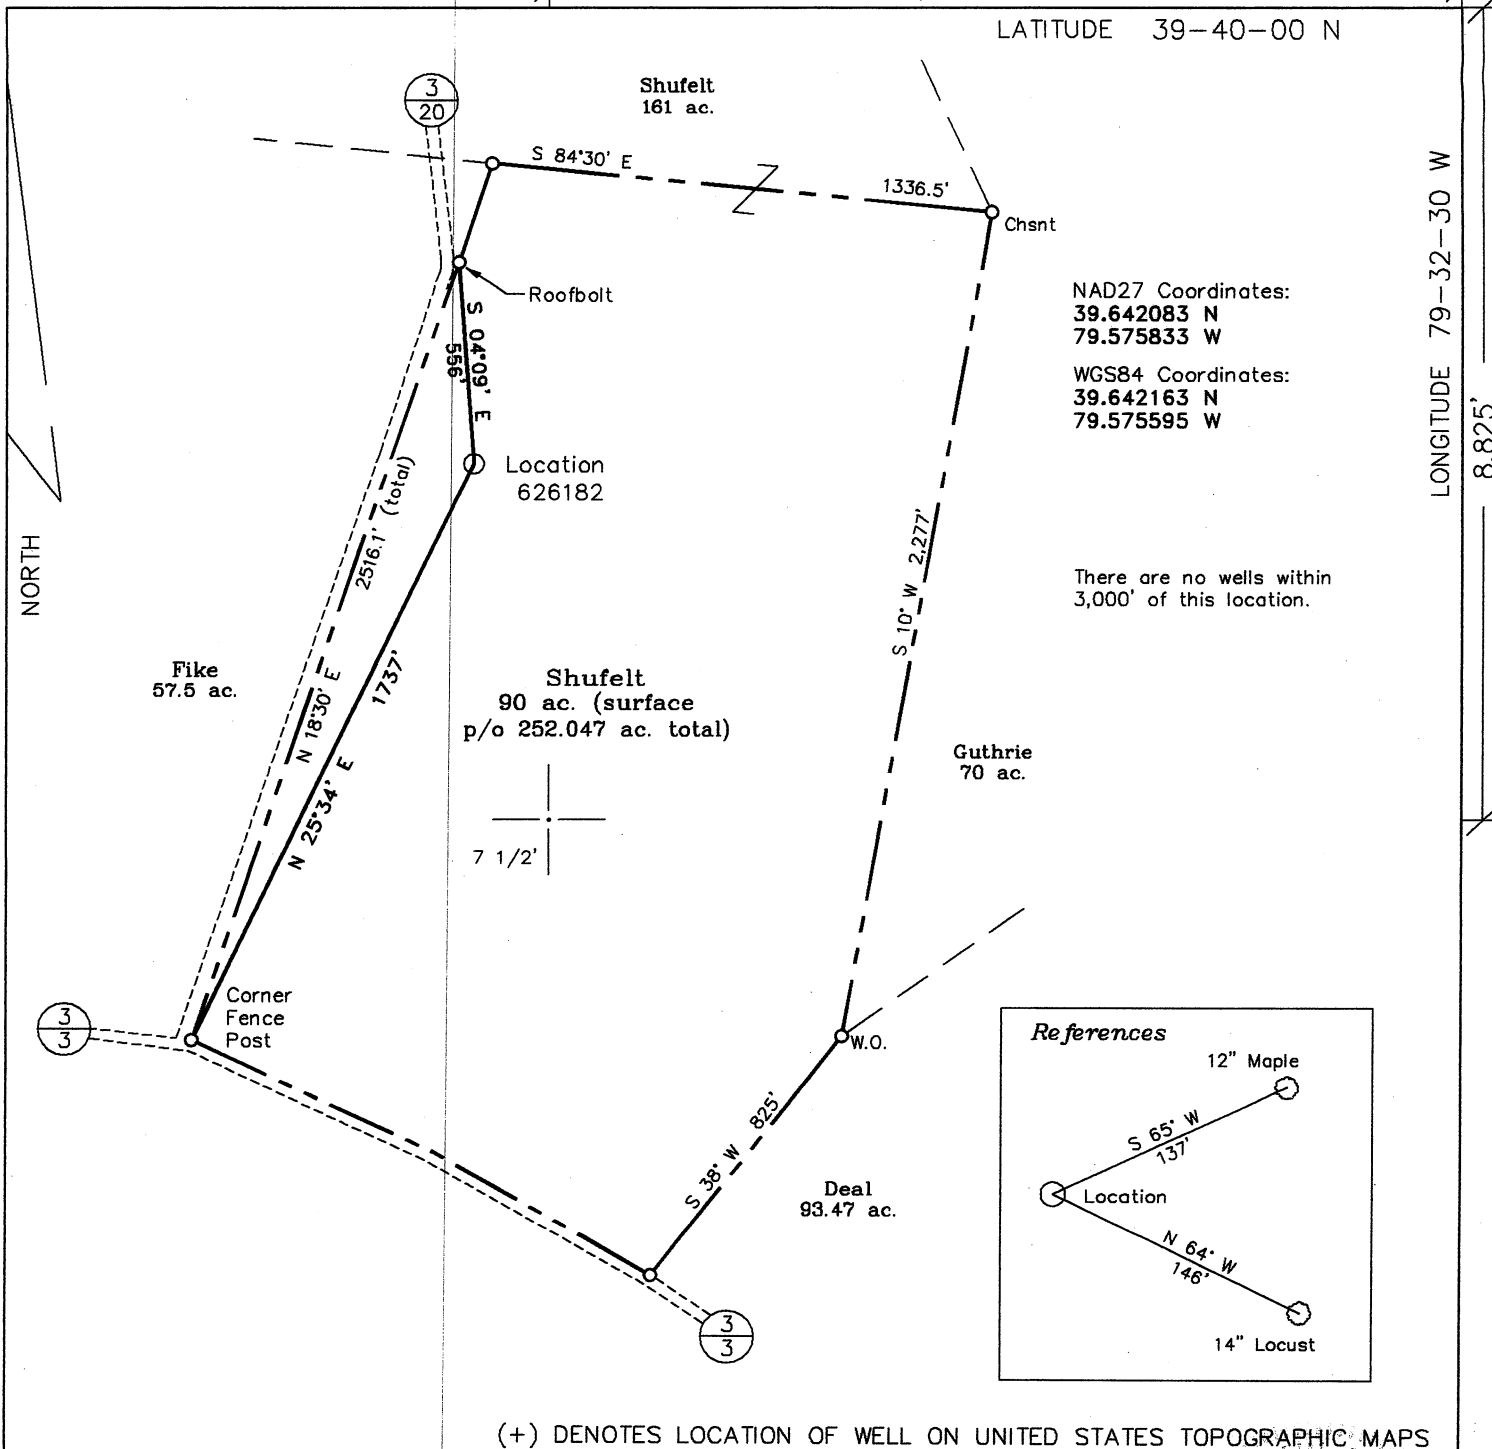 LATITUDE 39-40-00 N
3
20
Shufelt
161 ac.
S 84°30' E
1336.5'
Chsnt
Roofbolt
LONGITUDE 79-32-30 W
8,825'
NAD27 Coordinates:
39.642083 N
79.575833 W
WGS84 Coordinates:
39.642163 N
79.575595 W
S 04°09' E
556'
Location
626182
2516.1' (total)
NORTH
S 10° W 2,277'
There are no wells within
3,000' of this location.
Fike
57.5 ac.
N 18°30' E
1737'
N 25°34' E
Shufelt
90 ac. (surface
p/o 252.047 ac. total)
Guthrie
70 ac.
7 1/2'
Corner
Fence
Post
3
3
W.O.
S 38° W 825'
Deal
93.47 ac.
3
3
References
12" Maple
S 65° W
137'
Location
N 64° W
146'
14" Locust
(+) DENOTES LOCATION OF WELL ON UNITED STATES TOPOGRAPHIC MAPS